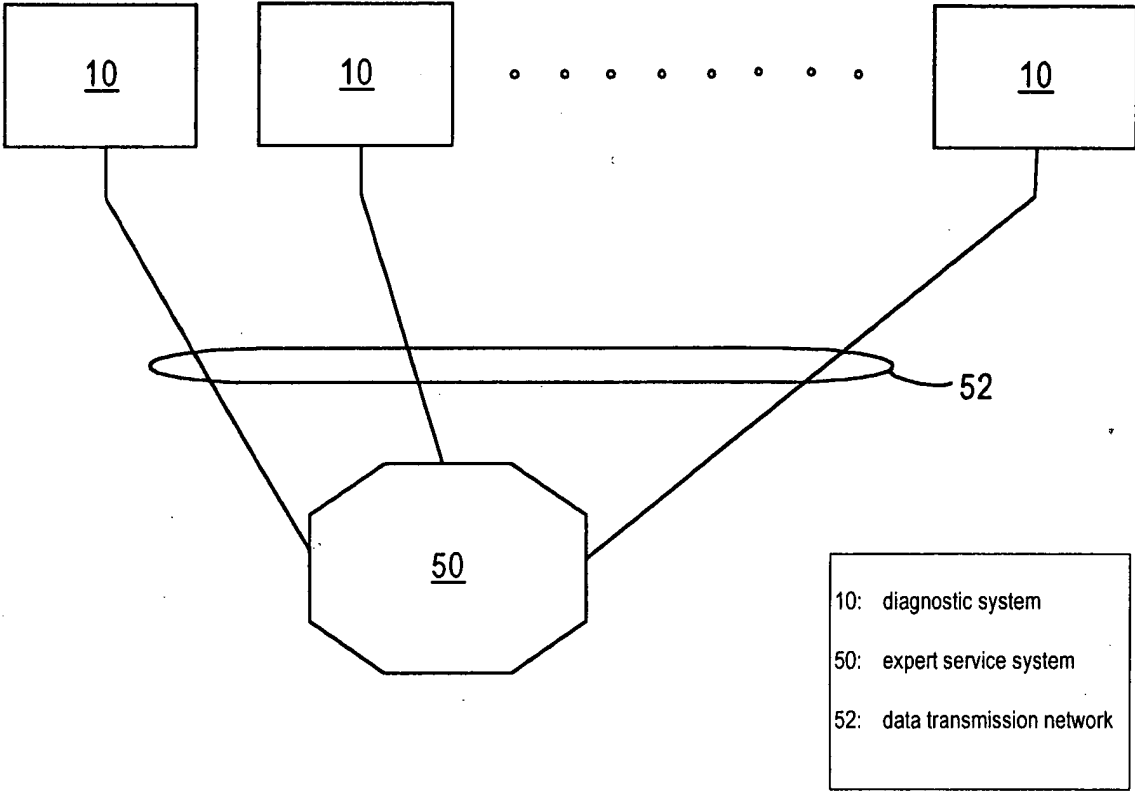 10 10 10
52
50
10: diagnostic system
50: expert service system
52: data transmission network